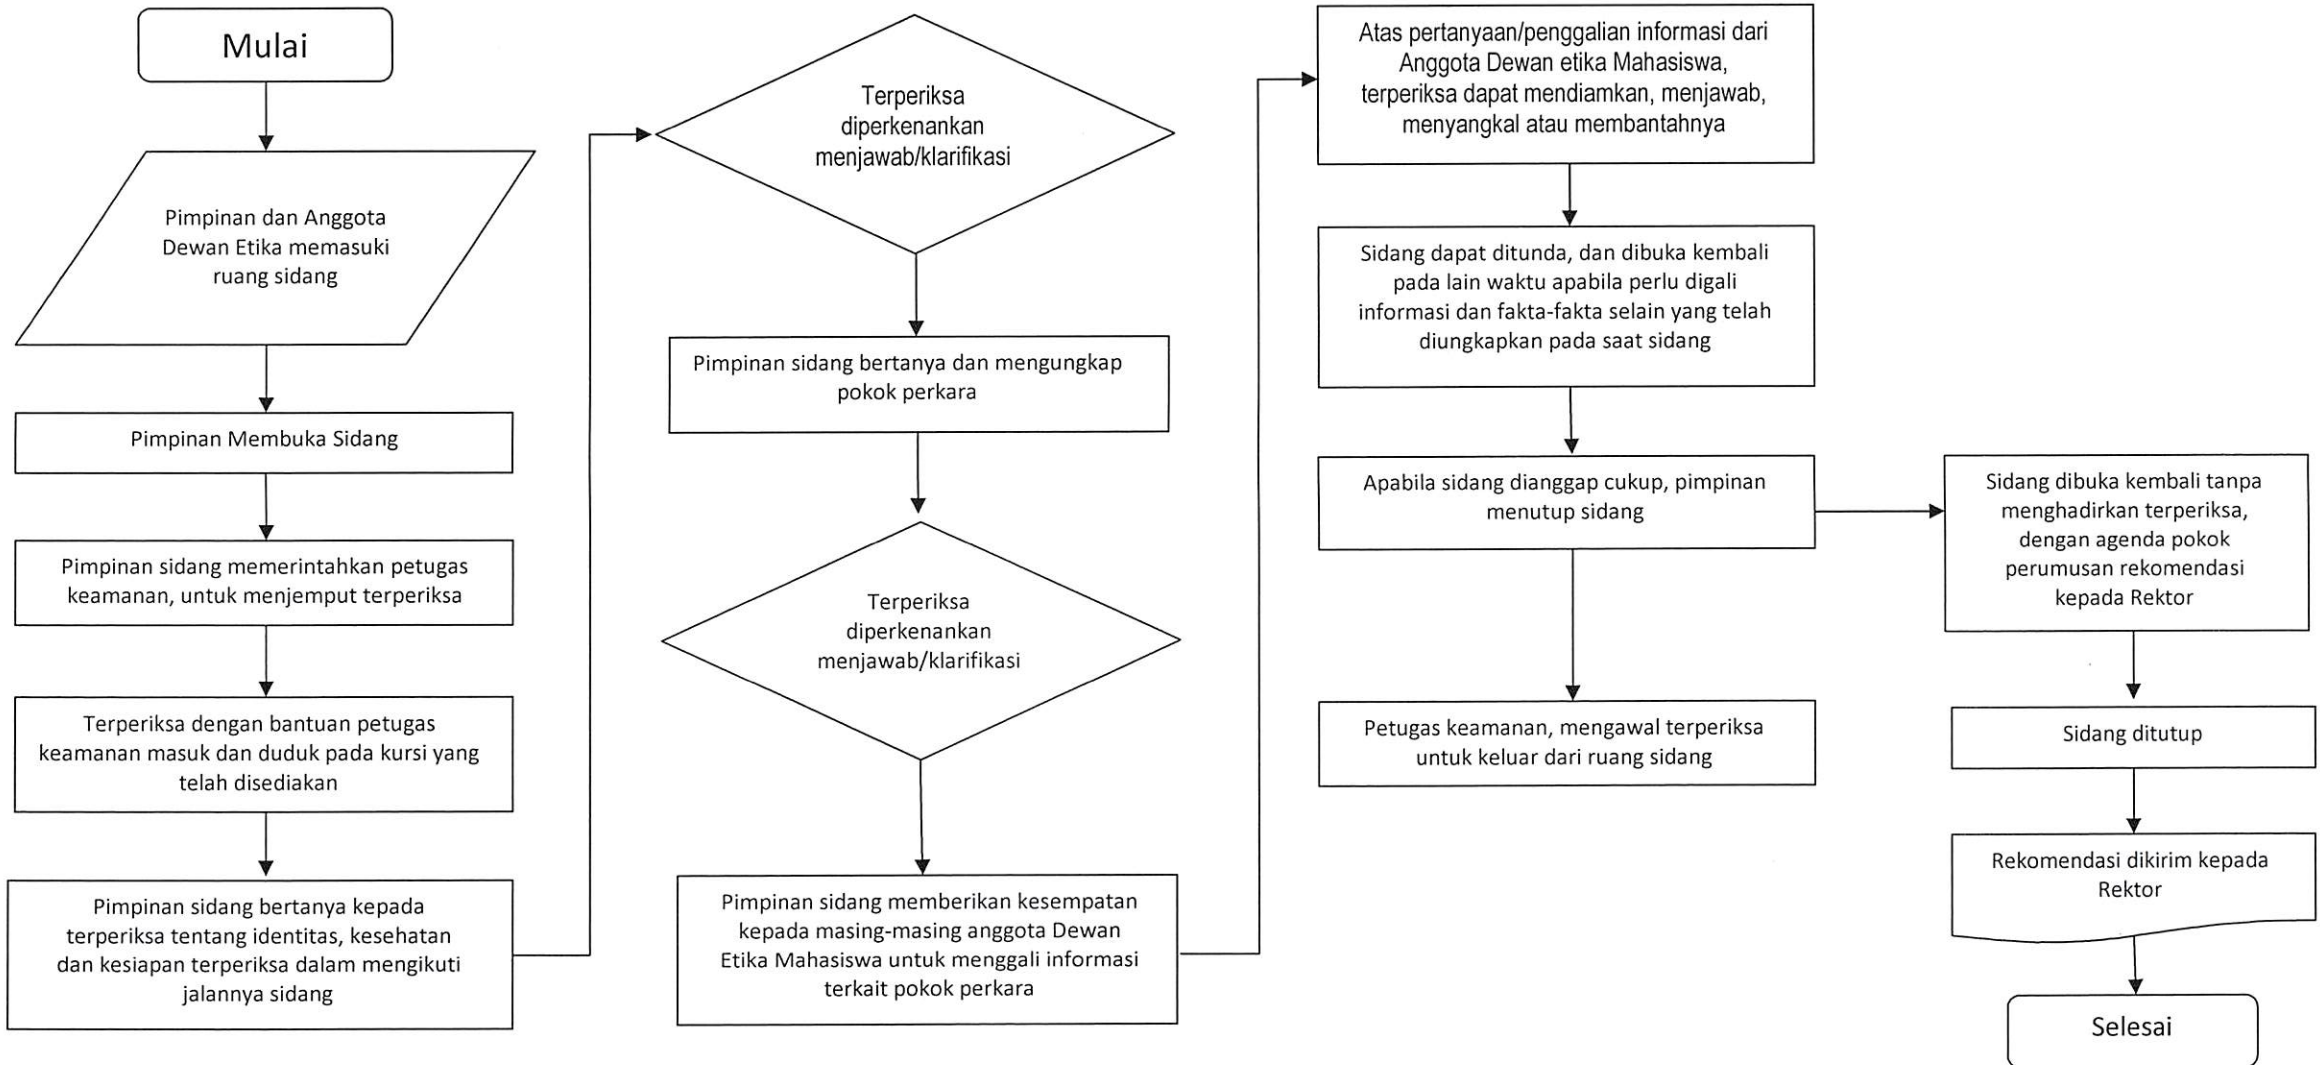 Mulai
Pimpinan dan Anggota
Dewan Etika memasuki
ruang sidang
Pimpinan Membuka Sidang
Pimpinan sidang memerintahkan petugas
keamanan, untuk menjemput terperiksa
Terperiksa dengan bantuan petugas
keamanan masuk dan duduk pada kursi yang
telah disediakan
Pimpinan sidang bertanya kepada
terperiksa tentang identitas, kesehatan
dan kesiapan terperiksa dalam mengikuti
jalannya sidang
Terperiksa
diperkenankan
menjawab/klarifikasi
Pimpinan sidang bertanya dan mengungkap
pokok perkara
Terperiksa
diperkenankan
menjawab/klarifikasi
Pimpinan sidang memberikan kesempatan
kepada masing-masing anggota Dewan
Etika Mahasiswa untuk menggali informasi
terkait pokok perkara
Atas pertanyaan/penggalian informasi dari
Anggota Dewan etika Mahasiswa,
terperiksa dapat mendiamkan, menjawab,
menyangkal atau membantahnya
Sidang dapat ditunda, dan dibuka kembali
pada lain waktu apabila perlu digali
informasi dan fakta-fakta selain yang telah
diungkapkan pada saat sidang
Apabila sidang dianggap cukup, pimpinan
menutup sidang
Petugas keamanan, mengawal terperiksa
untuk keluar dari ruang sidang
Sidang dibuka kembali tanpa
menghadirkan terperiksa,
dengan agenda pokok
perumusan rekomendasi
kepada Rektor
Sidang ditutup
Rekomendasi dikirim kepada
Rektor
Selesai